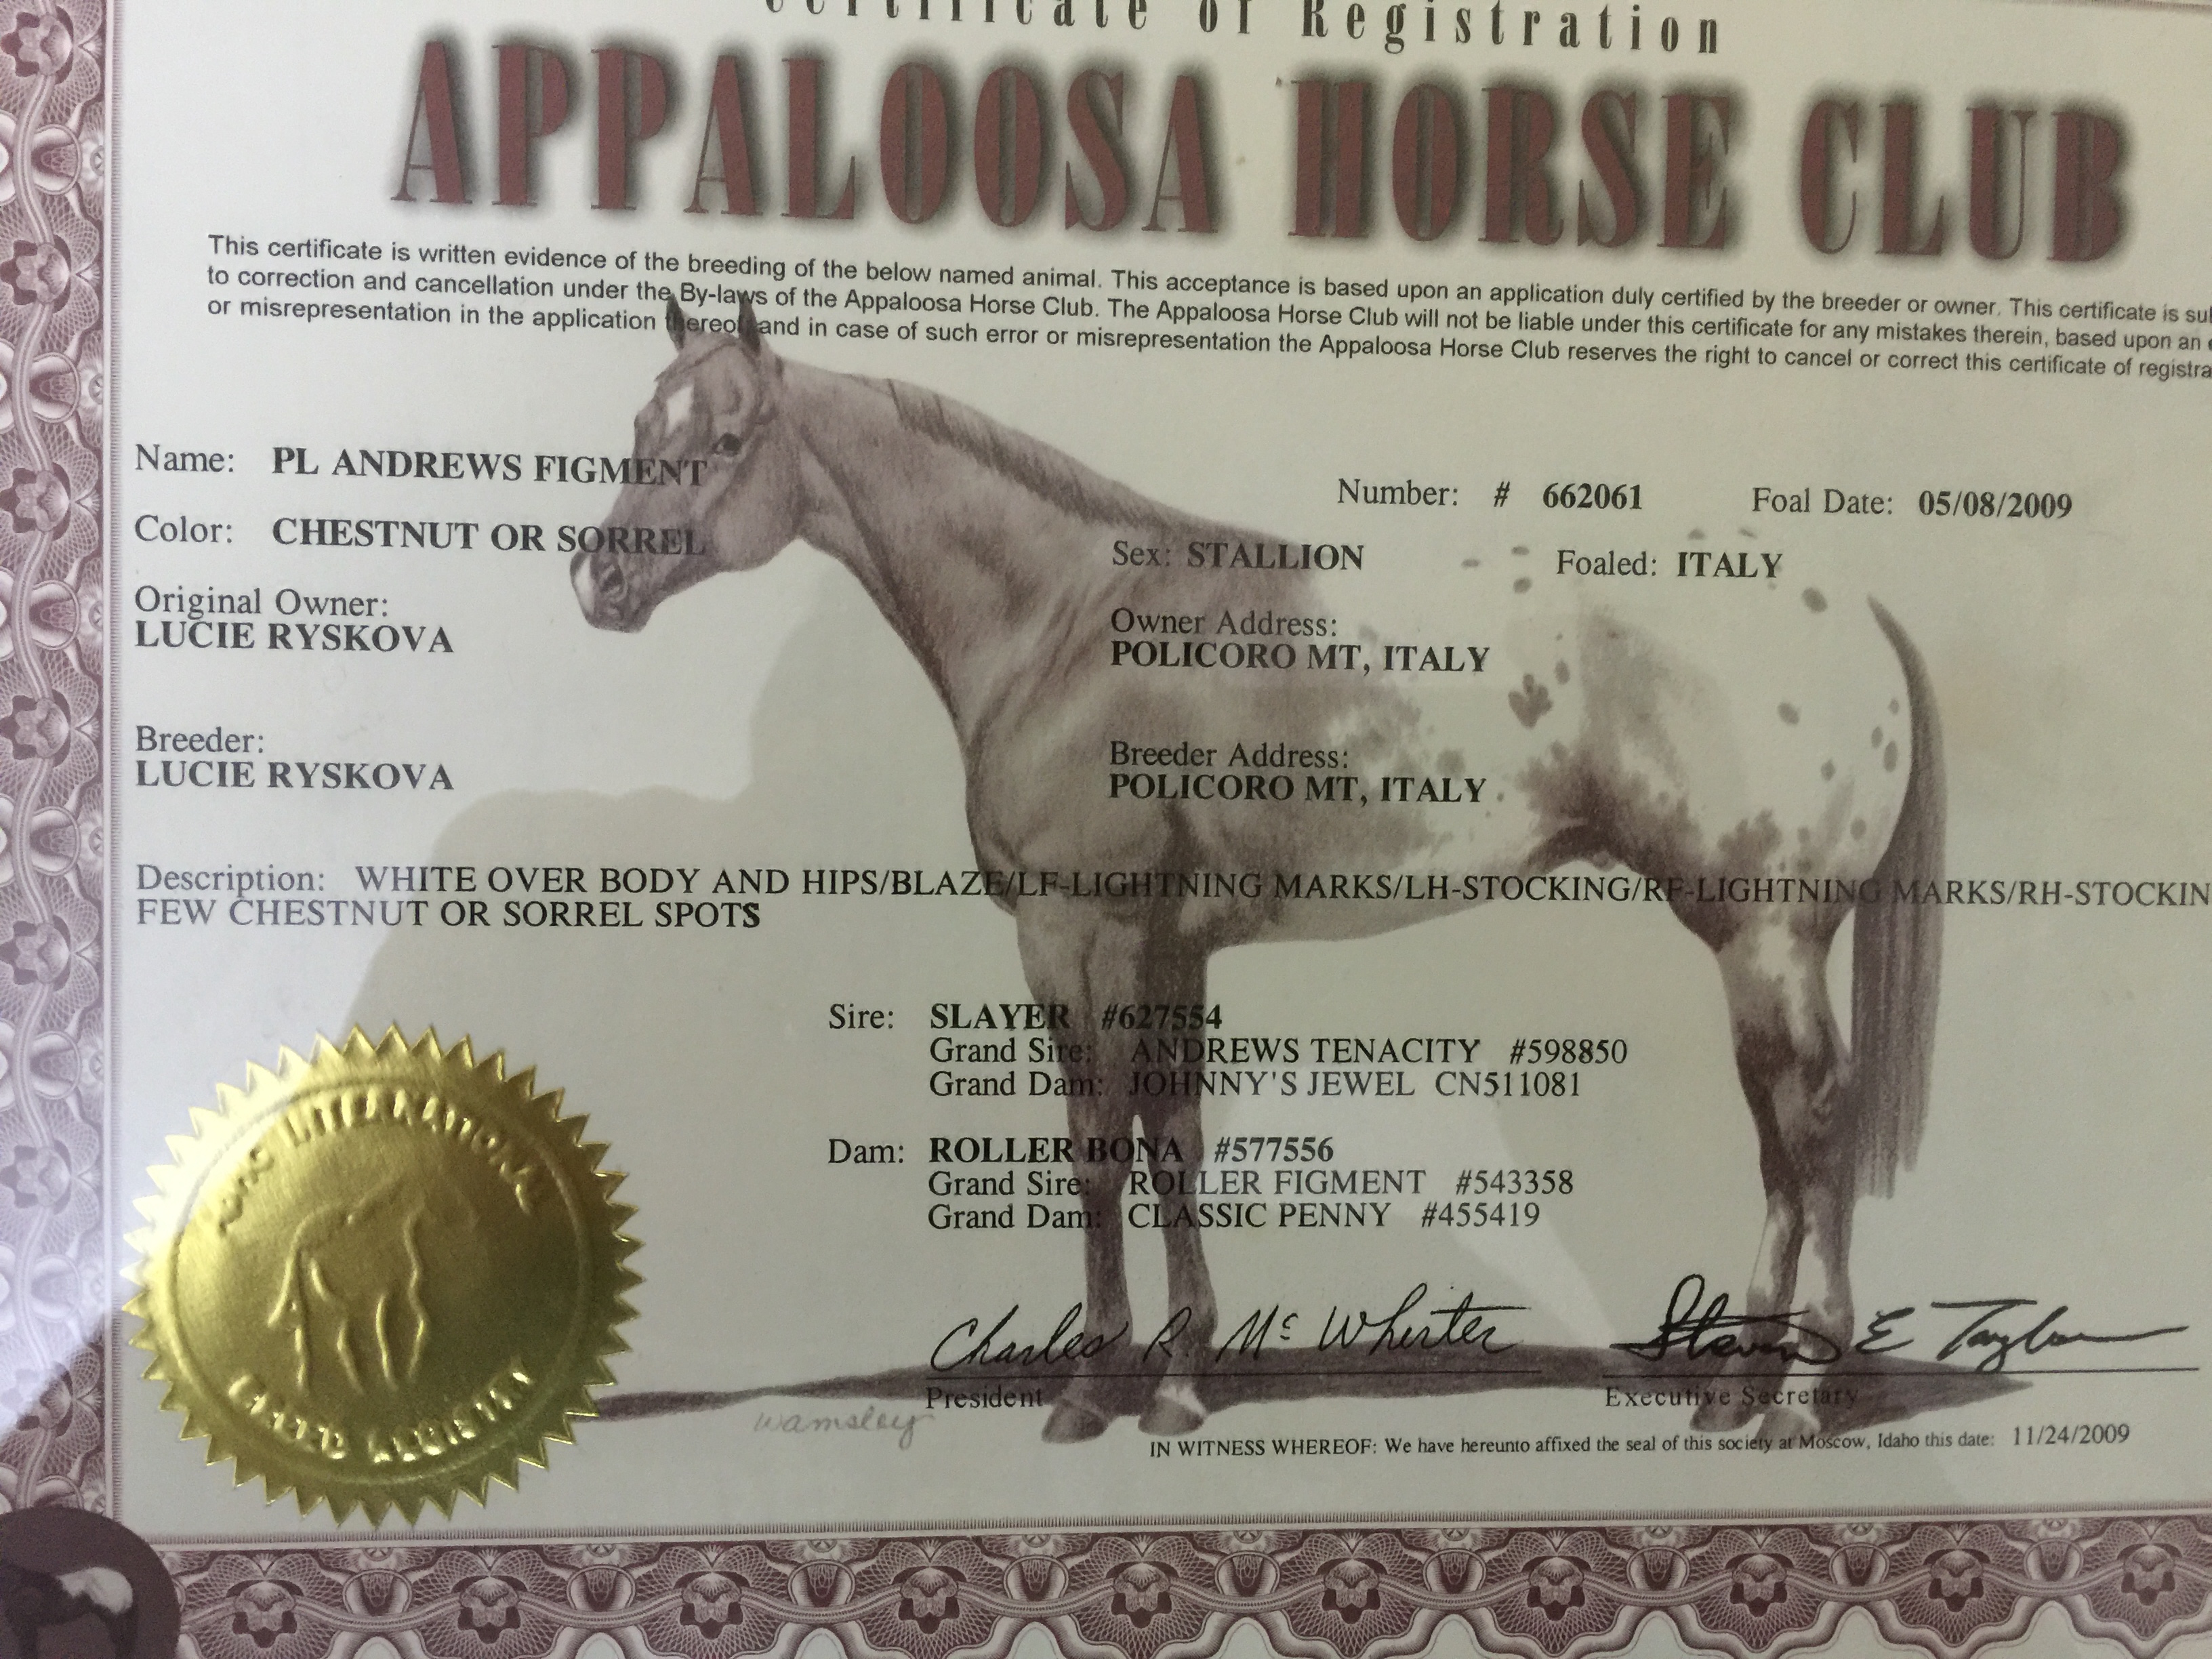 Certificate of Registration
APPALOOSA HORSE CLUB
This certificate is written evidence of the breeding of the below named animal. This acceptance is based upon an application duly certified by the breeder or owner. This certificate is
to correction and cancellation under the By-laws of the Appaloosa Horse Club. The Appaloosa Horse Club will not be liable under this certificate for any mistakes therein, based upon an
or misrepresentation in the application thereof and in case of such error or misrepresentation the Appaloosa Horse Club reserves the right to cancel or correct this certificate of
Name: PL ANDREWS FIGMENT
Number: # 662061 Foal Date: 05/08/2009
Color: CHESTNUT OR SORREL
Sex: STALLION Foaled: ITALY
Original Owner:
LUCIE RYSKOVA
Owner Address:
POLICORO MT, ITALY
Breeder:
LUCIE RYSKOVA
Breeder Address:
POLICORO MT, ITALY
Description: WHITE OVER BODY AND HIPS/BLAZE/LF-LIGHTNING MARKS/LH-STOCKING/RF-LIGHTNING MARKS/RH-STOCKIN
FEW CHESTNUT OR SORREL SPOTS
Sire: SLAYER #627554
Grand Sire: ANDREWS TENACITY #598850
Grand Dam: JOHNNY'S JEWEL CN511081
Dam: ROLLER BONA #577556
Grand Sire: ROLLER FIGMENT #543358
Grand Dam: CLASSIC PENNY #455419
Charles R. Mc Whirter
President
Steven E Taylor
Executive Secretary
wamsley
IN WITNESS WHEREOF: We have hereunto affixed the seal of this society at Moscow, Idaho this date: 11/24/2009
INTERNATIONAL